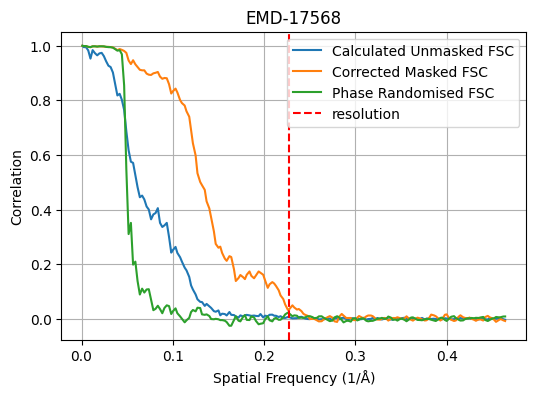 EMD-17568
Calculated Unmasked FSC
Corrected Masked FSC
Phase Randomised FSC
resolution
Correlation
1.0
0.8
0.6
0.4
0.2
0.0
0.0 0.1 0.2 0.3 0.4
Spatial Frequency (1/Å)